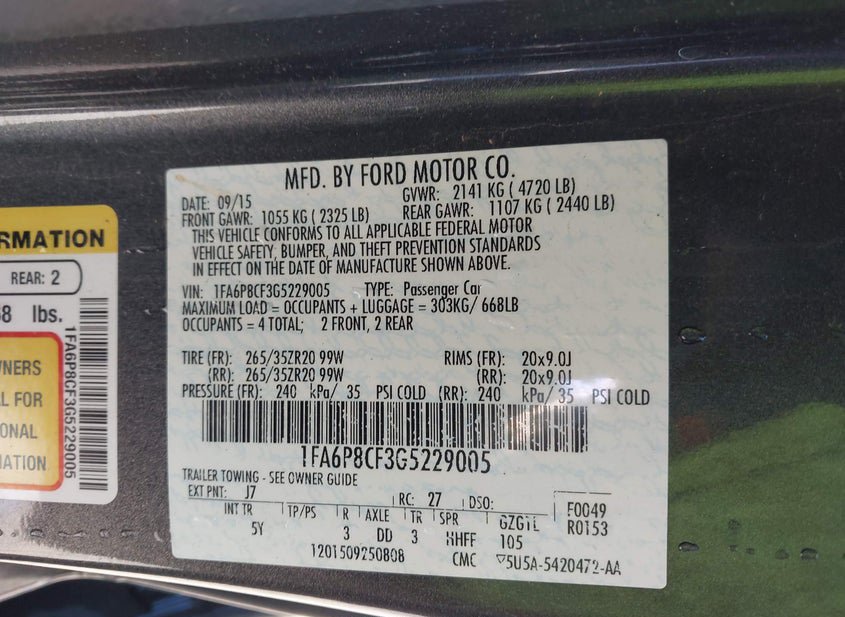 RMATION
REAR: 2
8 lbs.
WNERS
AL FOR
ONAL
MATION
1FA6P8CF3G5229005
MFD. BY FORD MOTOR CO.
DATE: 09/15 GVWR: 2141 KG ( 4720 LB)
FRONT GAWR: 1055 KG ( 2325 LB) REAR GAWR: 1107 KG ( 2440 LB)
THIS VEHICLE CONFORMS TO ALL APPLICABLE FEDERAL MOTOR
VEHICLE SAFETY, BUMPER, AND THEFT PREVENTION STANDARDS
IN EFFECT ON THE DATE OF MANUFACTURE SHOWN ABOVE.
VIN: 1FA6P8CF3G5229005 TYPE: Passenger Car
MAXIMUM LOAD = OCCUPANTS + LUGGAGE = 303KG/ 668LB
OCCUPANTS = 4 TOTAL; 2 FRONT, 2 REAR
TIRE (FR): 265/35ZR20 99W RIMS (FR): 20x9.0J
(RR): 265/35ZR20 99W (RR): 20x9.0J
PRESSURE (FR): 240 kPa/ 35 PSI COLD (RR): 240 kPa/ 35 PSI COLD
1FA6P8CF3G5229005
TRAILER TOWING - SEE OWNER GUIDE
EXT PNT: J7 RC: 27 DSO: F0049
INT TR TP/PS R AXLE TR SPR GZG1L R0153
5Y 3 DD 3 HHFF 105
1201509250808 CMC ▽5U5A-5420472-AA